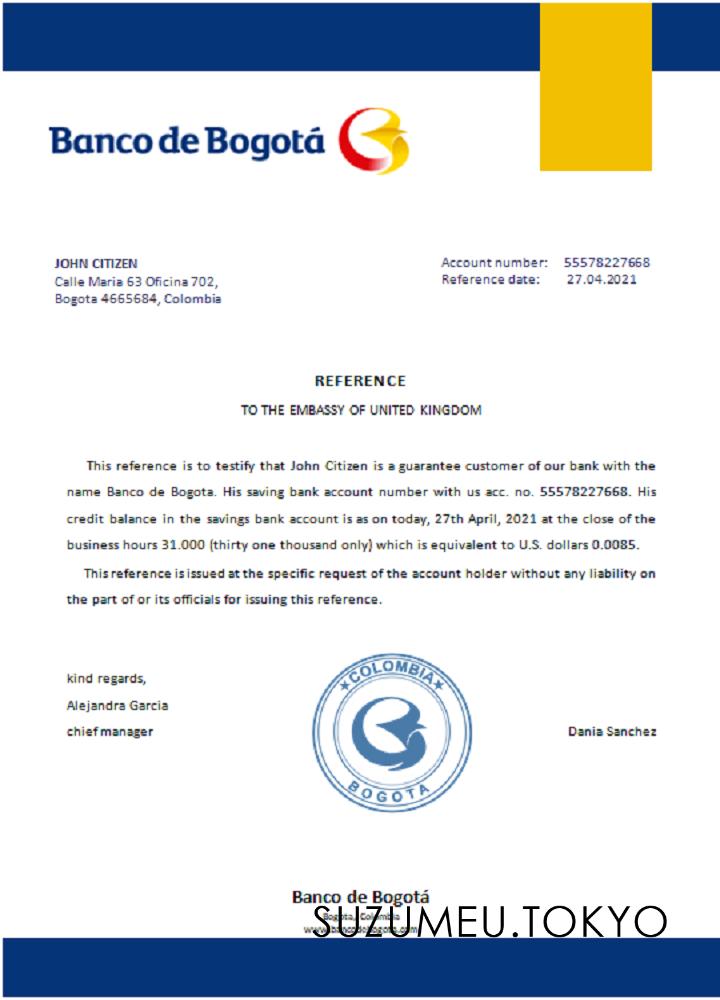 Banco de Bogotá
JOHN CITIZEN
Calle Maria 63 Oficina 702,
Bogota 4665684, Colombia
Account number: 55578227668
Reference date: 27.04.2021
REFERENCE
TO THE EMBASSY OF UNITED KINGDOM
This reference is to testify that John Citizen is a guarantee customer of our bank with the
name Banco de Bogota. His saving bank account number with us acc. no. 55578227668. His
credit balance in the savings bank account is as on today, 27th April, 2021 at the close of the
business hours 31.000 (thirty one thousand only) which is equivalent to U.S. dollars 0.0085.
This reference is issued at the specific request of the account holder without any liability on
the part of or its officials for issuing this reference.
kind regards,
Alejandra Garcia
chief manager
COLOMBIA
BOGOTA
Dania Sanchez
Banco de Bogotá
Bogota, Colombia
www.bancodebogota.com
SUZUMEU.TOKYO